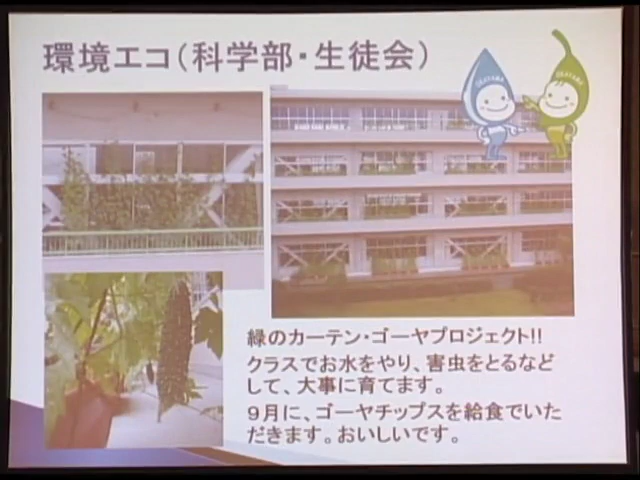 環境エコ(科学部・生徒会)
緑のカーテン・ゴーヤプロジェクト!!
クラスでお水をやり、害虫をとるなど
して、大事に育てます。
9月に、ゴーヤチップスを給食でいた
だきます。おいしいです。